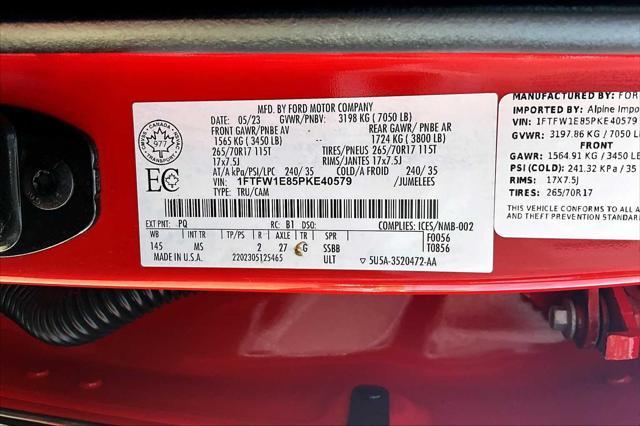 MFD. BY FORD MOTOR COMPANY
DATE: 05/23 GVWR/PNBV: 3198 KG ( 7050 LB)
FRONT GAWR/PNBE AV REAR GAWR/ PNBE AR
1565 KG ( 3450 LB) 1724 KG ( 3800 LB)
265/70R17 115T TIRES/PNEUS 265/70R17 115T
17x7.5J RIMS/JANTES 17x7.5J
AT/A kPa/PSI/LPC 240/ 35 COLD/A FROID 240/ 35
VIN: 1FTFW1E85PKE40579 /JUMELEES
TYPE: TRU/CAM
CANADA
977
TRANSPORT
EC
EXT PNT: PQ RC: B1 DSO: COMPLIES: ICES/NMB-002
WB INT TR TP/PS R AXLE TR SPR F0056
145 MS 2 27 G SSBB T0856
MADE IN U.S.A. 2202305125465 ULT ▽ 5U5A-3520472-AA
MANUFACTURED BY: FOR
IMPORTED BY: Alpine Impo
VIN: 1FTFW1E85PKE40579
GVWR: 3197.86 KG / 7050 L
FRONT
GAWR: 1564.91 KG / 3450
PSI (COLD): 241.32 KPA / 35
RIMS: 17X7.5J
TIRES: 265/70R17
AND THEFT PREVENTION STANDARD